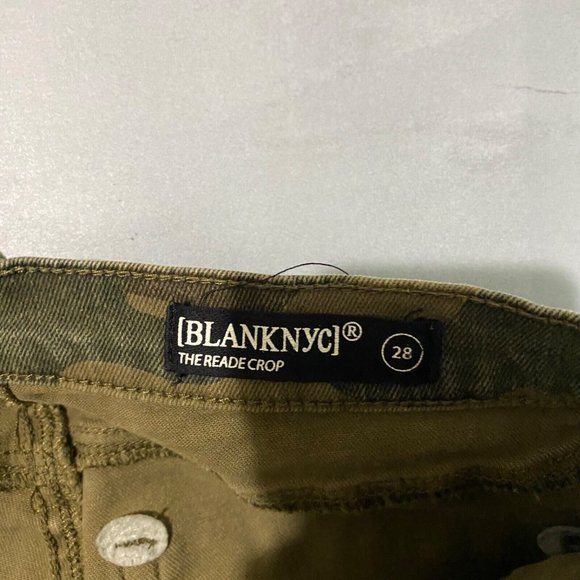 [BLANKNYC]®
THE READE CROP
28